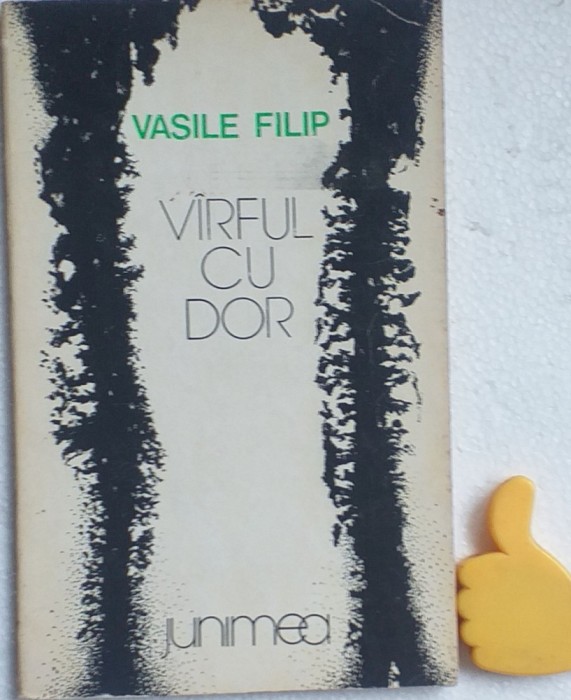 VASILE FILIP
VÎRFUL
CU
DOR
junimea